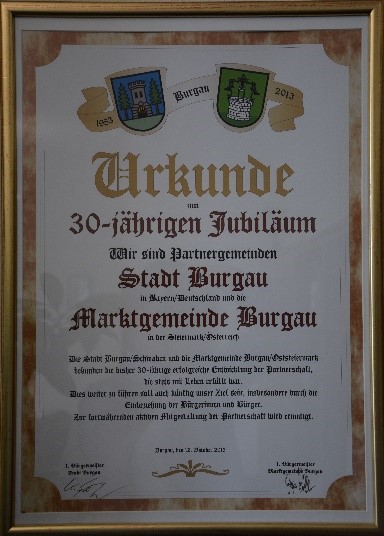 Burgau
1983 2013
Urkunde
zum
30-jährigen Jubiläum
Wir sind Partnergemeinden
Stadt Burgau
in Bayern/Deutschland und die
Marktgemeinde Burgau
in der Steiermark/Österreich
Die Stadt Burgau/Schwaben und die Marktgemeinde Burgau/Oststeiermark
bekunden die bisher 30-jährige erfolgreiche Entwicklung der Partnerschaft,
die stets mit Leben erfüllt war.
Dies weiter zu führen soll auch künftig unser Ziel sein, insbesondere durch die
Einbeziehung der Bürgerinnen und Bürger.
Zur fortwährenden aktiven Mitgestaltung der Partnerschaft wird ermutigt.
Burgau, im Oktober 2013
1. Bürgermeister 1. Bürgermeister
Stadt Burgau Marktgemeinde Burgau